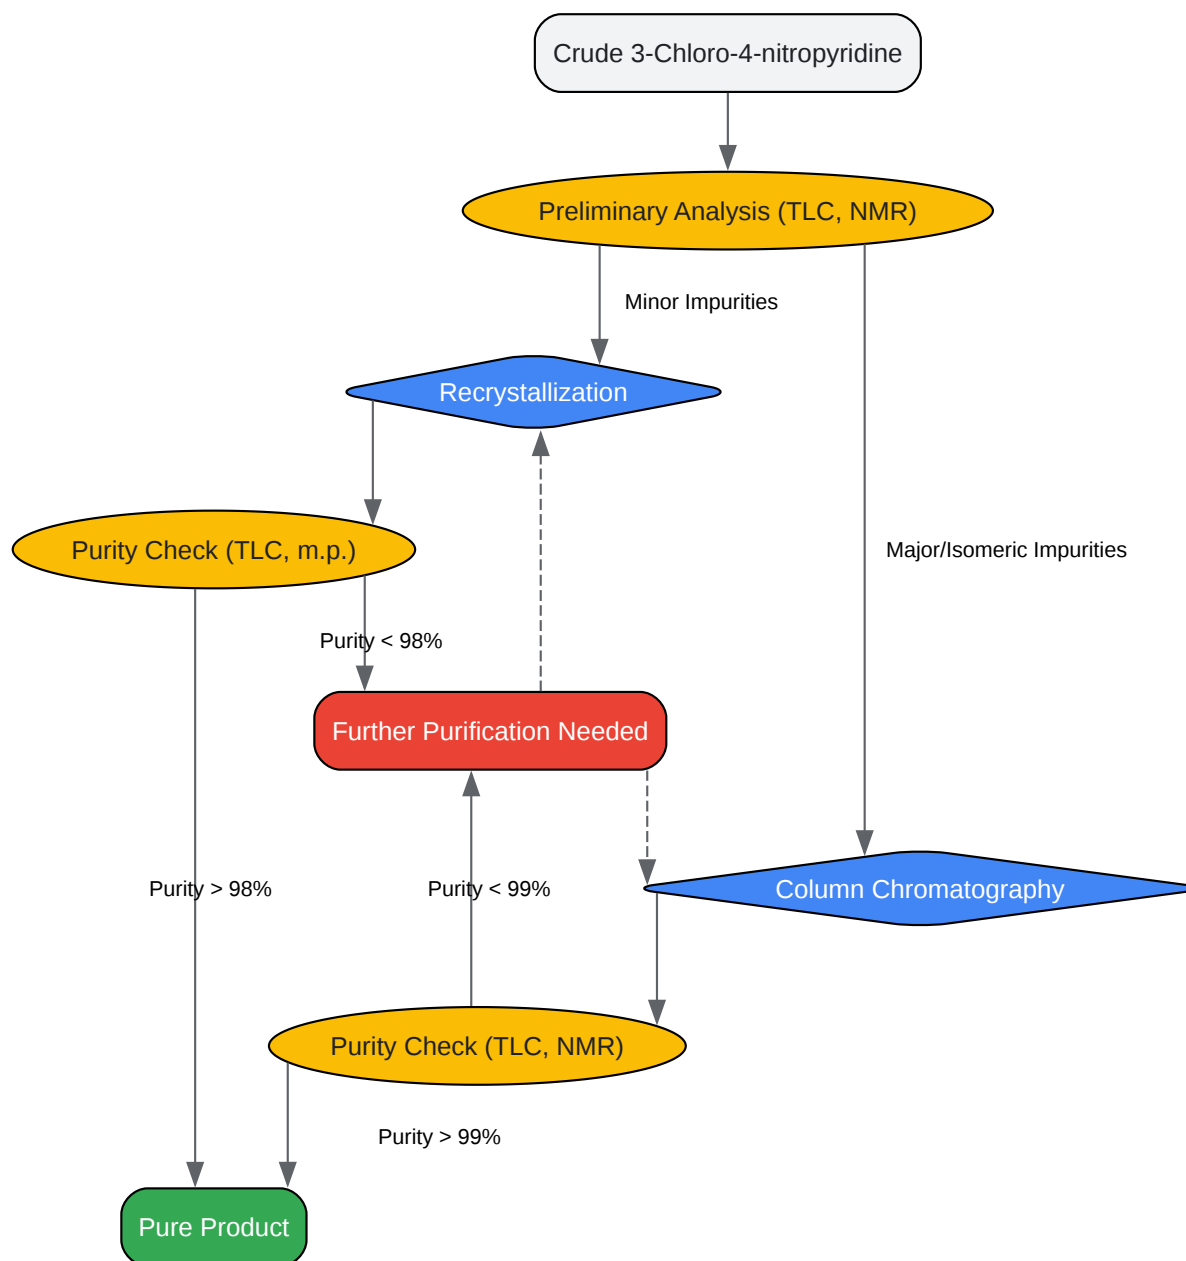 Crude 3-Chloro-4-nitropyridine
Preliminary Analysis (TLC, NMR)
Minor Impurities
Recrystallization
Purity Check (TLC, m.p.)
Major/Isomeric Impurities
Purity < 98%
Further Purification Needed
Purity > 98%
Purity < 99%
Column Chromatography
Purity Check (TLC, NMR)
Purity > 99%
Pure Product